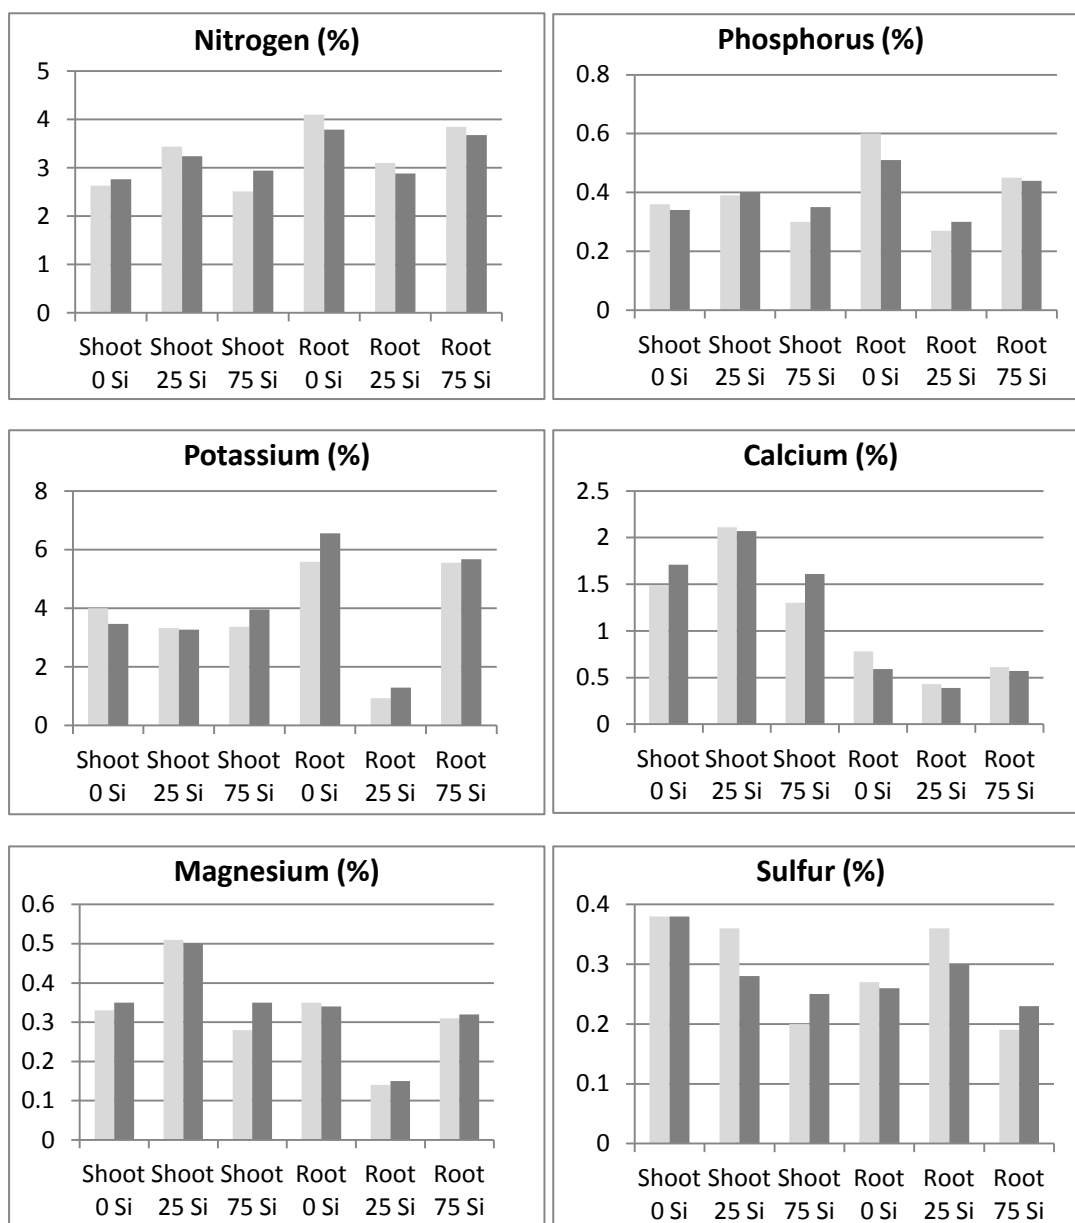 Nitrogen (%)
5
4
3
2
1
0
Shoot Shoot Shoot Root Root Root
0 Si 25 Si 75 Si 0 Si 25 Si 75 Si
Phosphorus (%)
0.8
0.6
0.4
0.2
0
Shoot Shoot Shoot Root Root Root
0 Si 25 Si 75 Si 0 Si 25 Si 75 Si
Potassium (%)
8
6
4
2
0
Shoot Shoot Shoot Root Root Root
0 Si 25 Si 75 Si 0 Si 25 Si 75 Si
Calcium (%)
2.5
2
1.5
1
0.5
0
Shoot Shoot Shoot Root Root Root
0 Si 25 Si 75 Si 0 Si 25 Si 75 Si
Magnesium (%)
0.6
0.5
0.4
0.3
0.2
0.1
0
Shoot Shoot Shoot Root Root Root
0 Si 25 Si 75 Si 0 Si 25 Si 75 Si
Sulfur (%)
0.4
0.3
0.2
0.1
0
Shoot Shoot Shoot Root Root Root
0 Si 25 Si 75 Si 0 Si 25 Si 75 Si